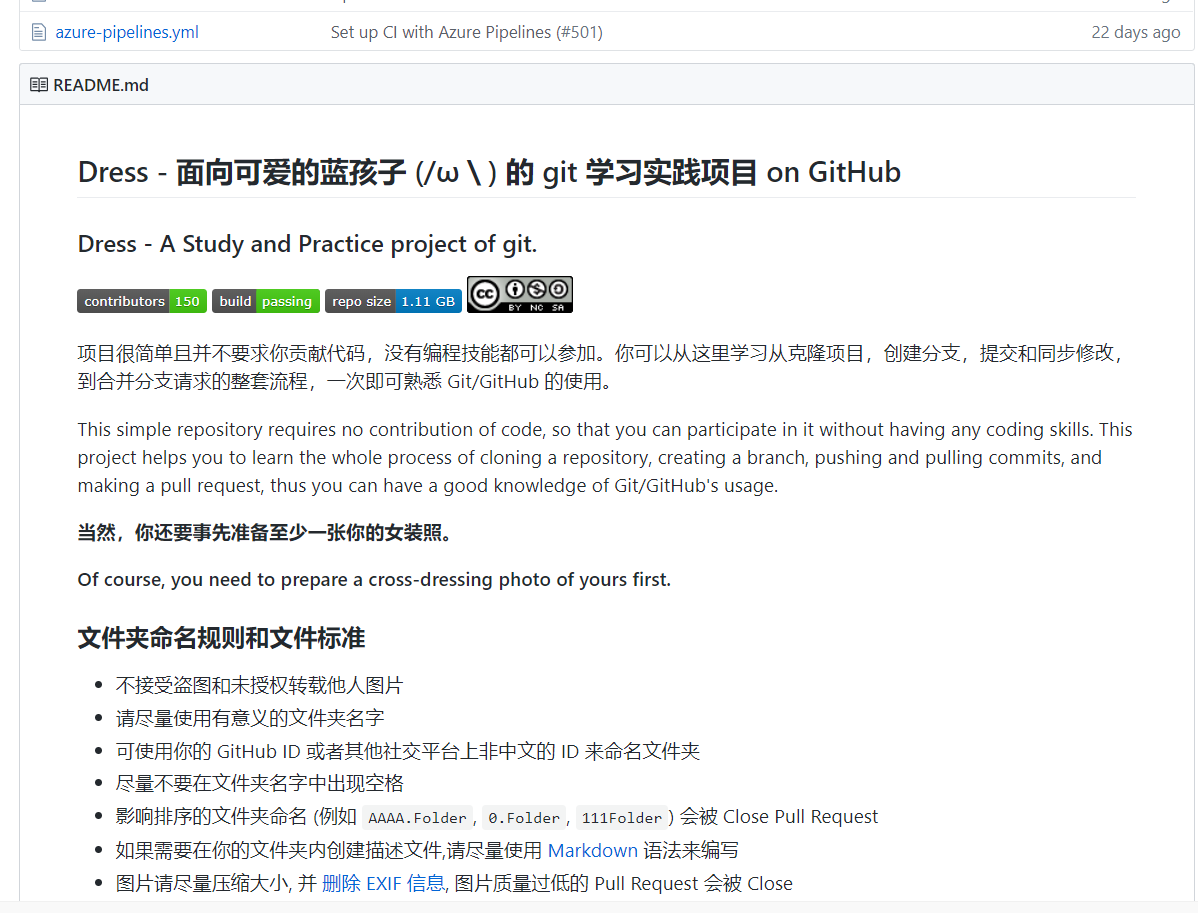 azure-pipelines.yml Set up CI with Azure Pipelines (#501) 22 days ago
README.md
Dress - 面向可爱的蓝孩子 (/ω \ ) 的 git 学习实践项目 on GitHub
Dress - A Study and Practice project of git.
contributors 150 build passing repo size 1.11 GB cc BY NC SA
项目很简单且并不要求你贡献代码，没有编程技能都可以参加。你可以从这里学习从克隆项目，创建分支，提交和同步修改，
到合并分支请求的整套流程，一次即可熟悉 Git/GitHub 的使用。
This simple repository requires no contribution of code, so that you can participate in it without having any coding skills. This
project helps you to learn the whole process of cloning a repository, creating a branch, pushing and pulling commits, and
making a pull request, thus you can have a good knowledge of Git/GitHub's usage.
当然，你还要事先准备至少一张你的女装照。
Of course, you need to prepare a cross-dressing photo of yours first.
文件夹命名规则和文件标准
• 不接受盗图和未授权转载他人图片
• 请尽量使用有意义的文件夹名字
• 可使用你的 GitHub ID 或者其他社交平台上非中文的 ID 来命名文件夹
• 尽量不要在文件夹名字中出现空格
• 影响排序的文件夹命名 (例如 AAAA.Folder, 0.Folder, 111Folder) 会被 Close Pull Request
• 如果需要在你的文件夹内创建描述文件,请尽量使用 Markdown 语法来编写
• 图片请尽量压缩大小, 并 删除 EXIF 信息, 图片质量过低的 Pull Request 会被 Close